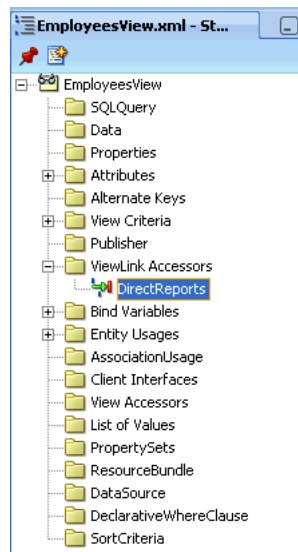 EmployeesView.xml - St...
EmployeesView
SQLQuery
Data
Properties
Attributes
Alternate Keys
View Criteria
Publisher
ViewLink Accessors
DirectReports
Bind Variables
Entity Usages
AssociationUsage
Client Interfaces
View Accessors
List of Values
PropertySets
ResourceBundle
DataSource
DeclarativeWhereClause
SortCriteria